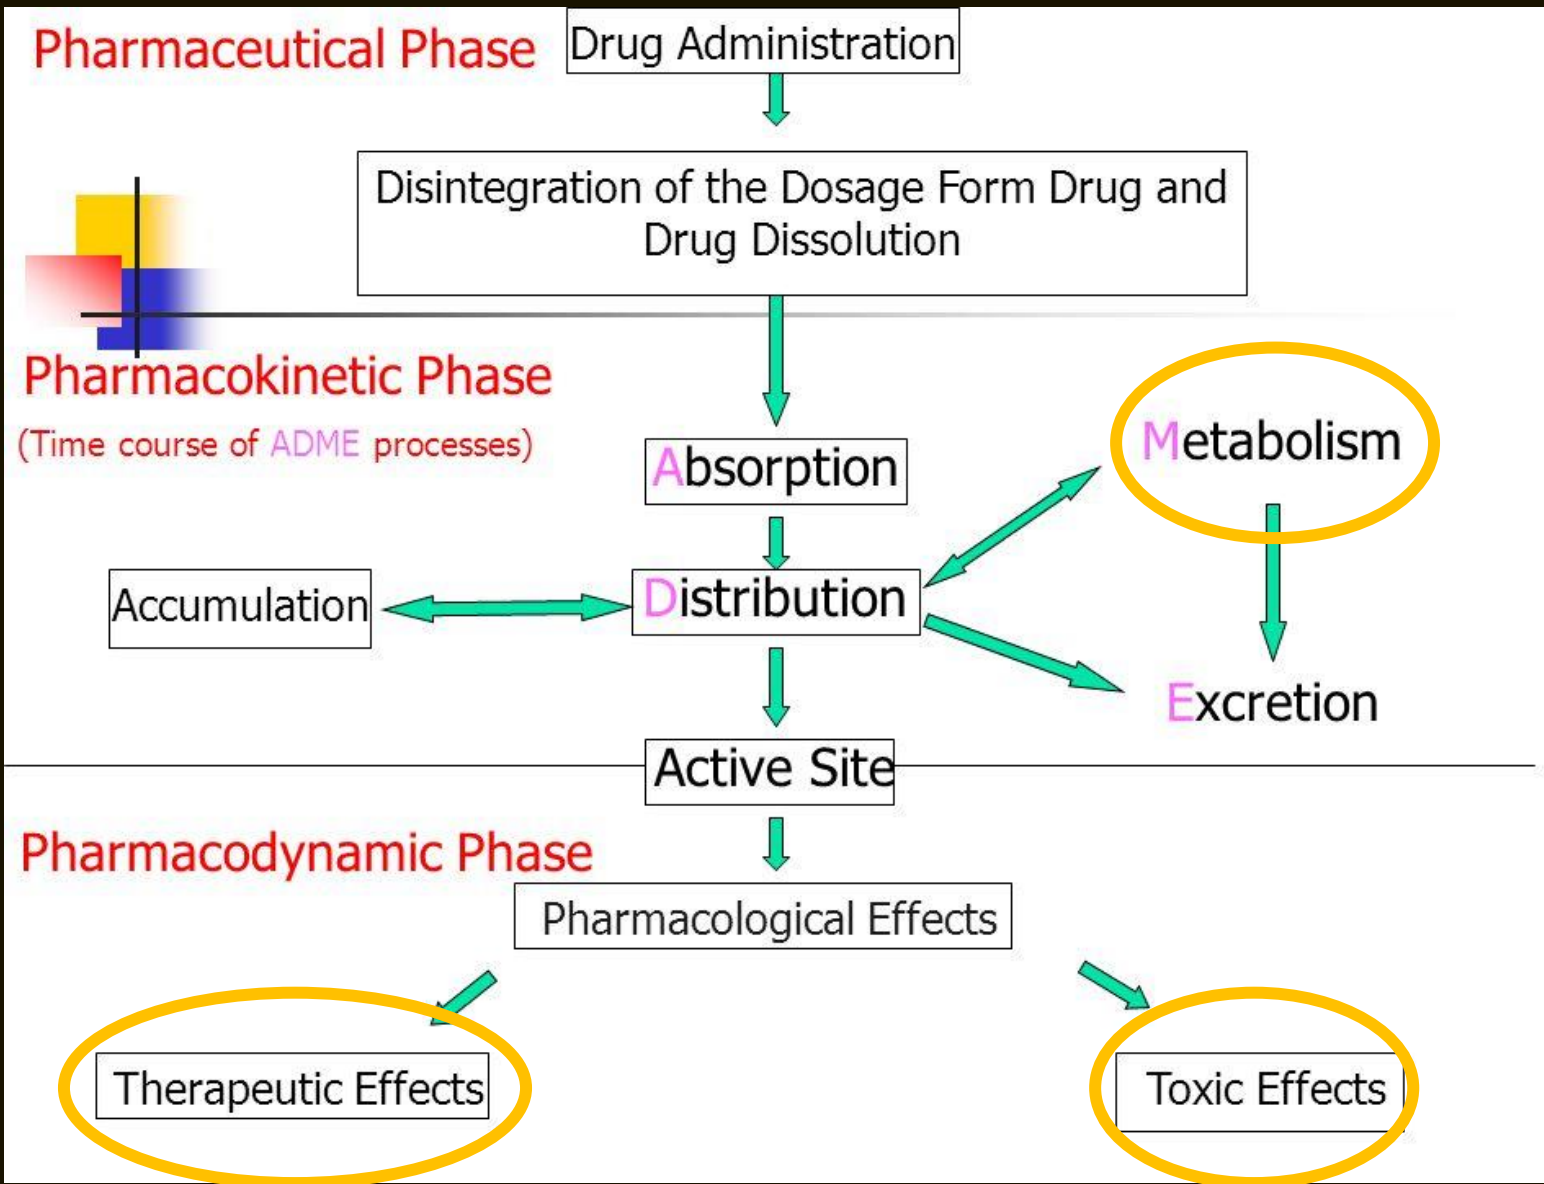 Pharmaceutical Phase
Drug Administration
Disintegration of the Dosage Form Drug and
Drug Dissolution
Pharmacokinetic Phase
(Time course of ADME processes)
Absorption
Metabolism
Accumulation
Distribution
Excretion
Active Site
Pharmacodynamic Phase
Pharmacological Effects
Therapeutic Effects
Toxic Effects